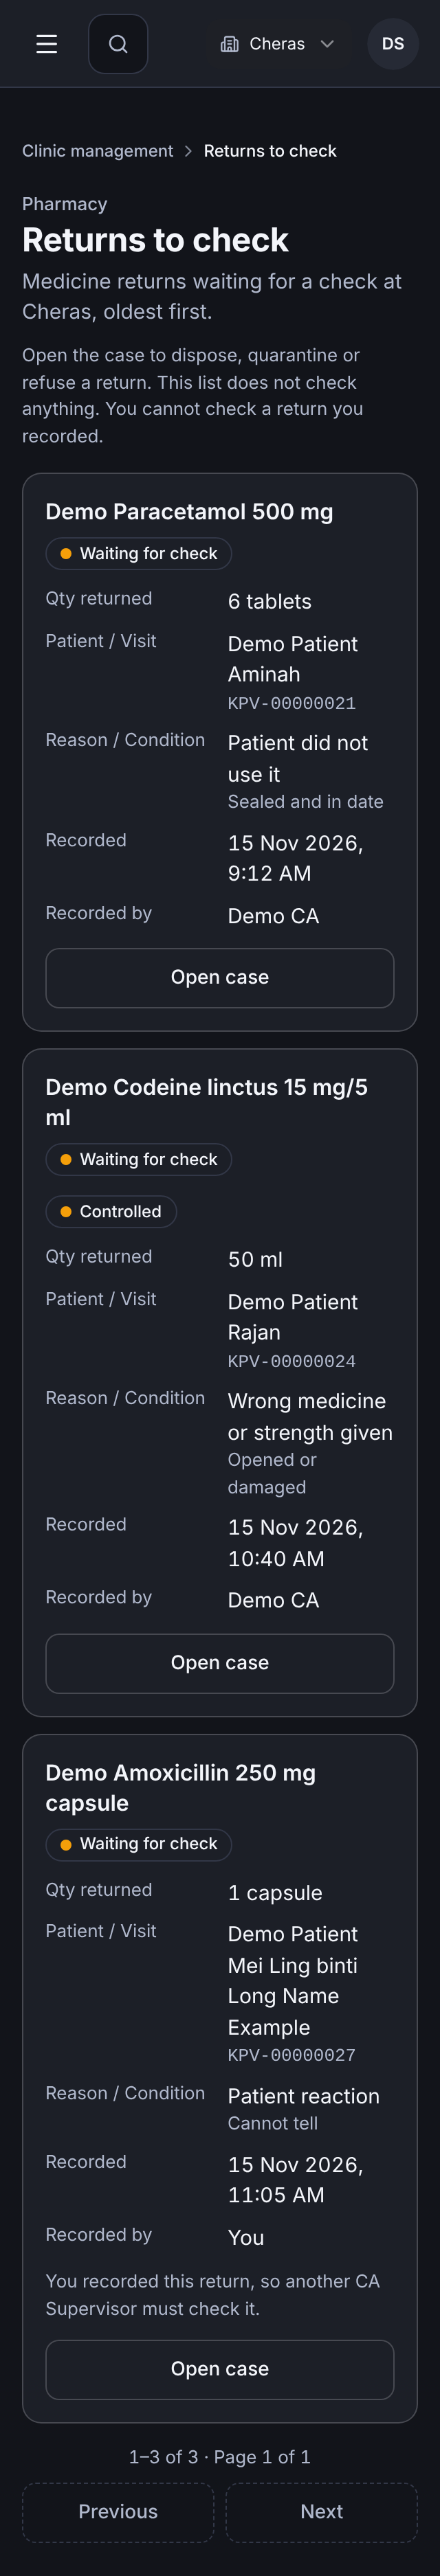 Cheras
DS
Clinic management
Returns to check
Pharmacy
Returns to check
Medicine returns waiting for a check at
Cheras, oldest first.
Open the case to dispose, quarantine or
refuse a return. This list does not check
anything. You cannot check a return you
recorded.
Demo Paracetamol 500 mg
Waiting for check
Qty returned
6 tablets
Patient / Visit
Demo Patient
Aminah
KPV-00000021
Reason / Condition
Patient did not
use it
Sealed and in date
Recorded
15 Nov 2026,
9:12 AM
Recorded by
Demo CA
Open case
Demo Codeine linctus 15 mg/5
ml
Waiting for check
Controlled
Qty returned
50 ml
Patient / Visit
Demo Patient
Rajan
KPV-00000024
Reason / Condition
Wrong medicine
or strength given
Opened or
damaged
Recorded
15 Nov 2026,
10:40 AM
Recorded by
Demo CA
Open case
Demo Amoxicillin 250 mg
capsule
Waiting for check
Qty returned
1 capsule
Patient / Visit
Demo Patient
Mei Ling binti
Long Name
Example
KPV-00000027
Reason / Condition
Patient reaction
Cannot tell
Recorded
15 Nov 2026,
11:05 AM
Recorded by
You
You recorded this return, so another CA
Supervisor must check it.
Open case
1–3 of 3 · Page 1 of 1
Previous
Next